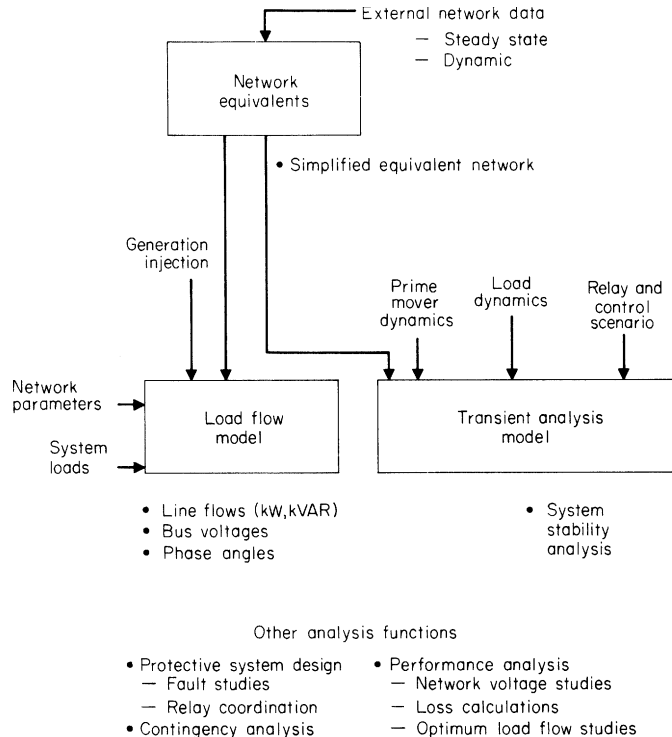 External network data
— Steady state
— Dynamic
Network
equivalents
• Simplified equivalent network
Generation
injection
Prime
mover
dynamics
Load
dynamics
Relay and
control
scenario
Network
parameters
System
loads
Load flow
model
Transient analysis
model
• Line flows (kW,kVAR)
• Bus voltages
• Phase angles
• System
stability
analysis
Other analysis functions
• Protective system design
— Fault studies
— Relay coordination
• Contingency analysis
• Performance analysis
— Network voltage studies
— Loss calculations
— Optimum load flow studies